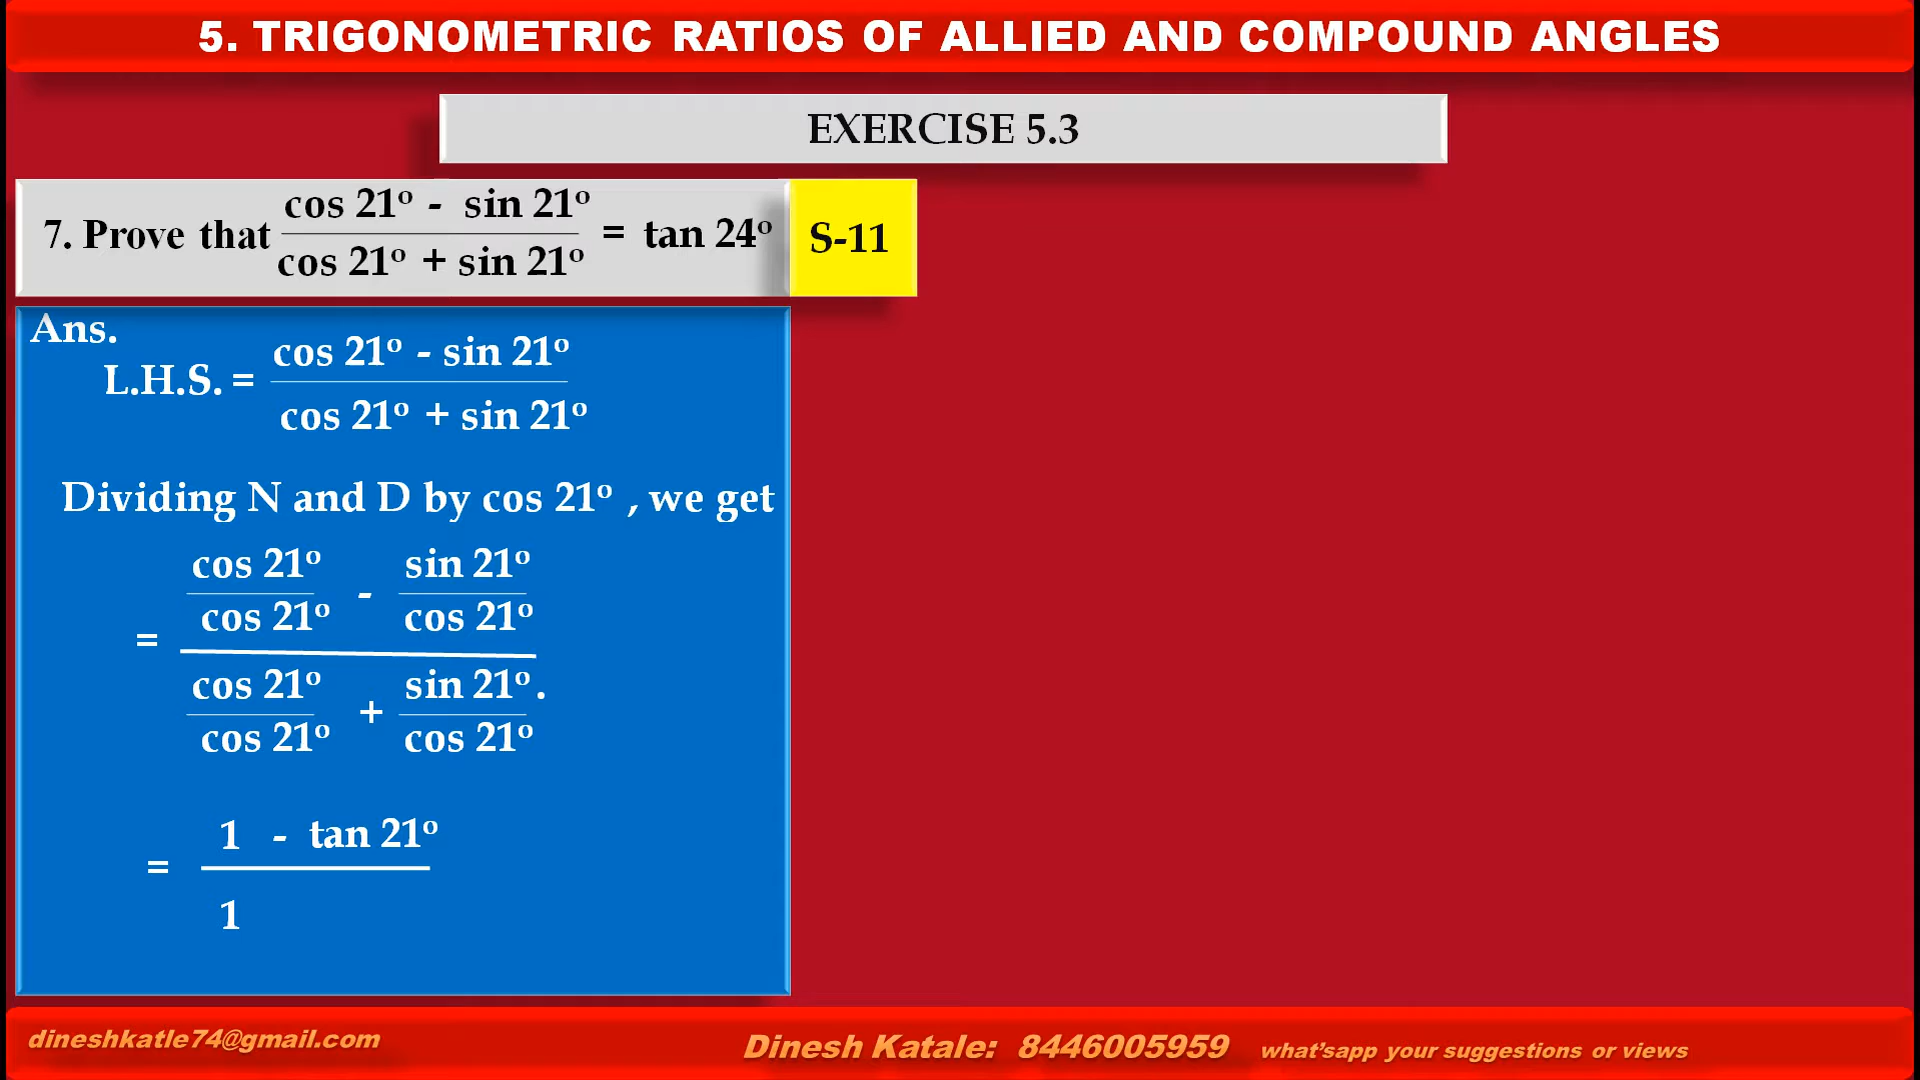 5. TRIGONOMETRIC RATIOS OF ALLIED AND COMPOUND ANGLES
EXERCISE 5.3
7. Prove that (cos 21° - sin 21°) / (cos 21° + sin 21°) = tan 24°
S-11
Ans.
L.H.S. = (cos 21° - sin 21°) / (cos 21° + sin 21°)
Dividing N and D by cos 21° , we get
cos 21° sin 21°
cos 21° - cos 21°
=
cos 21° sin 21° .
cos 21° + cos 21°
1 - tan 21°
=
1
dineshkatle74@gmail.com
Dinesh Katale: 8446005959 what'sapp your suggestions or views